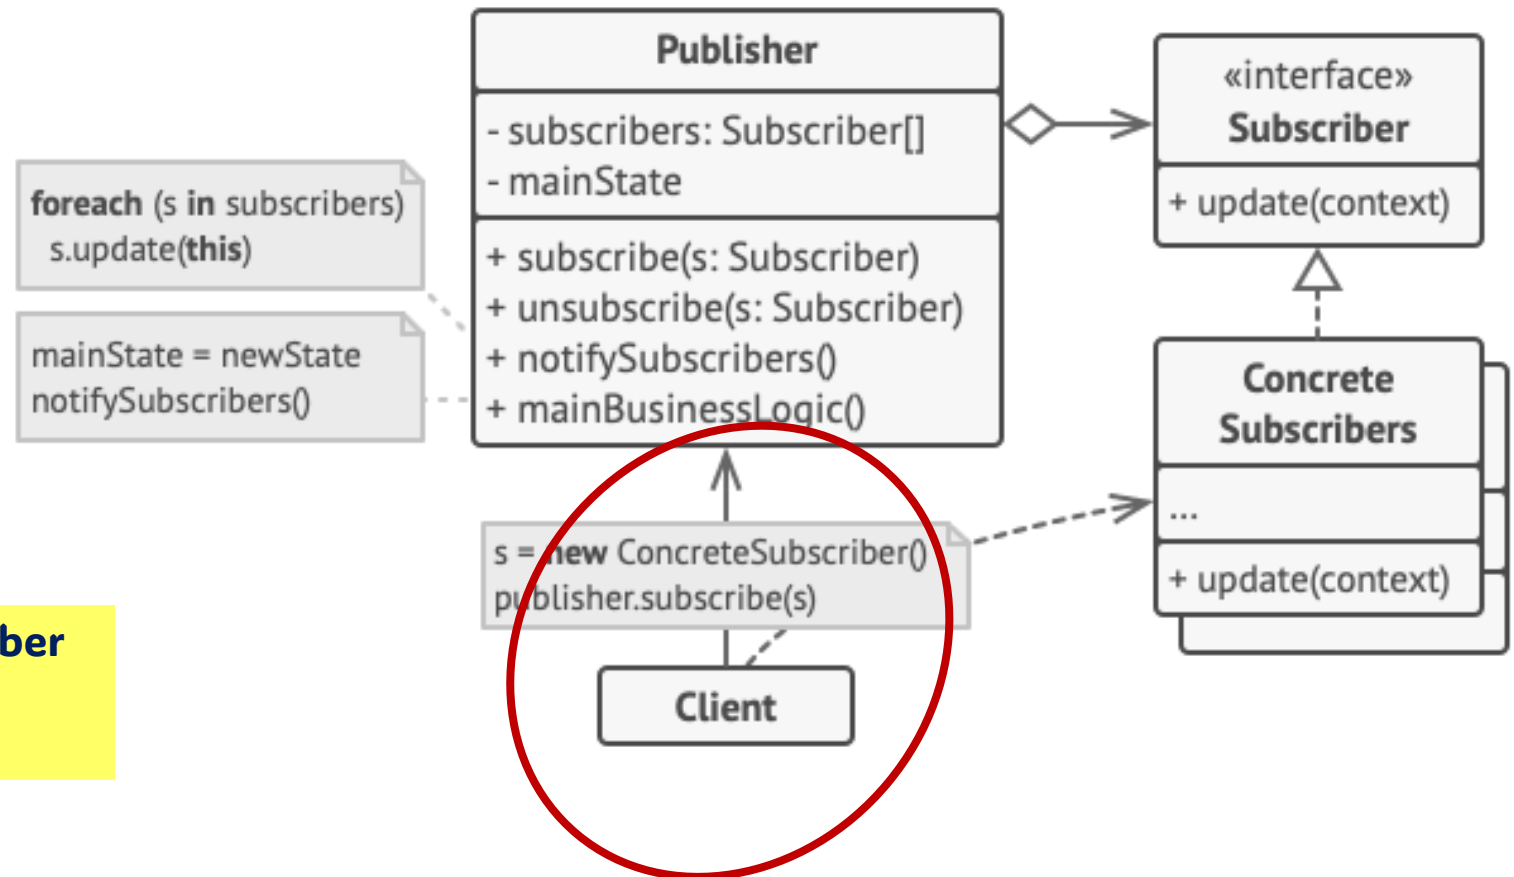 Publisher
- subscribers: Subscriber[]
- mainState
+ subscribe(s: Subscriber)
+ unsubscribe(s: Subscriber)
+ notifySubscribers()
+ mainBusinessLogic()
«interface»
Subscriber
+ update(context)
foreach (s in subscribers)
s.update(this)
mainState = newState
notifySubscribers()
Concrete
Subscribers
...
+ update(context)
s = new ConcreteSubscriber()
publisher.subscribe(s)
ber
Client